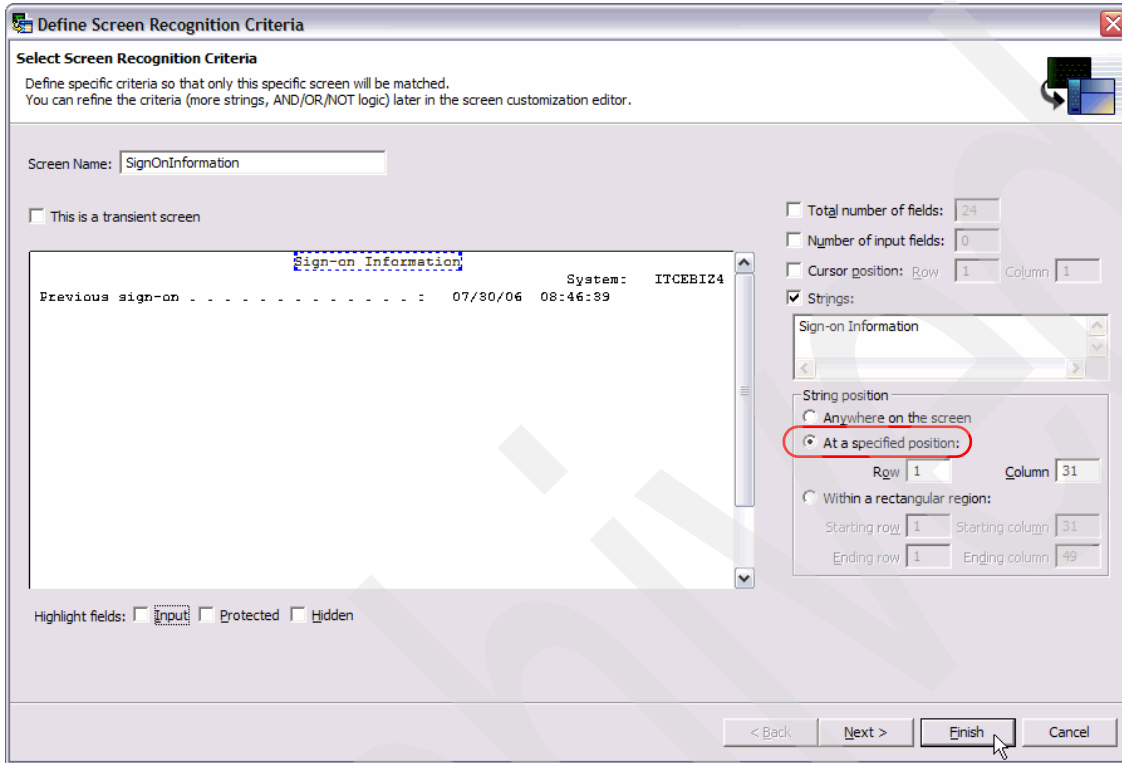 Define Screen Recognition Criteria
Select Screen Recognition Criteria
Define specific criteria so that only this specific screen will be matched.
You can refine the criteria (more strings, AND/OR/NOT logic) later in the screen customization editor.
Screen Name: SignOnInformation
This is a transient screen
Sign-on Information
System: ITCEBIZ4
Previous sign-on . . . . . . . . . . . . . . : 07/30/06 08:46:39
Total number of fields: 24
Number of input fields: 0
Cursor position: Row 1 Column 1
Strings:
Sign-on Information
String position
Anywhere on the screen
At a specified position:
Row 1 Column 31
Within a rectangular region:
Starting row 1 Starting column 31
Ending row 1 Ending column 49
Highlight fields: Input Protected Hidden
< Back Next > Finish Cancel